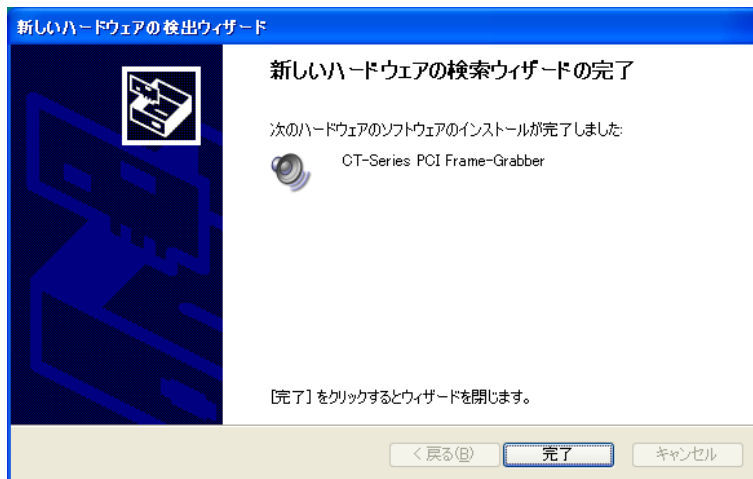 新しいハードウェアの検出ウィザード
新しいハードウェアの検索ウィザードの完了
次のハードウェアのソフトウェアのインストールが完了しました:
CT-Series PCI Frame-Grabber
[完了] をクリックするとウィザードを閉じます。
< 戻る(B)
完了
キャンセル